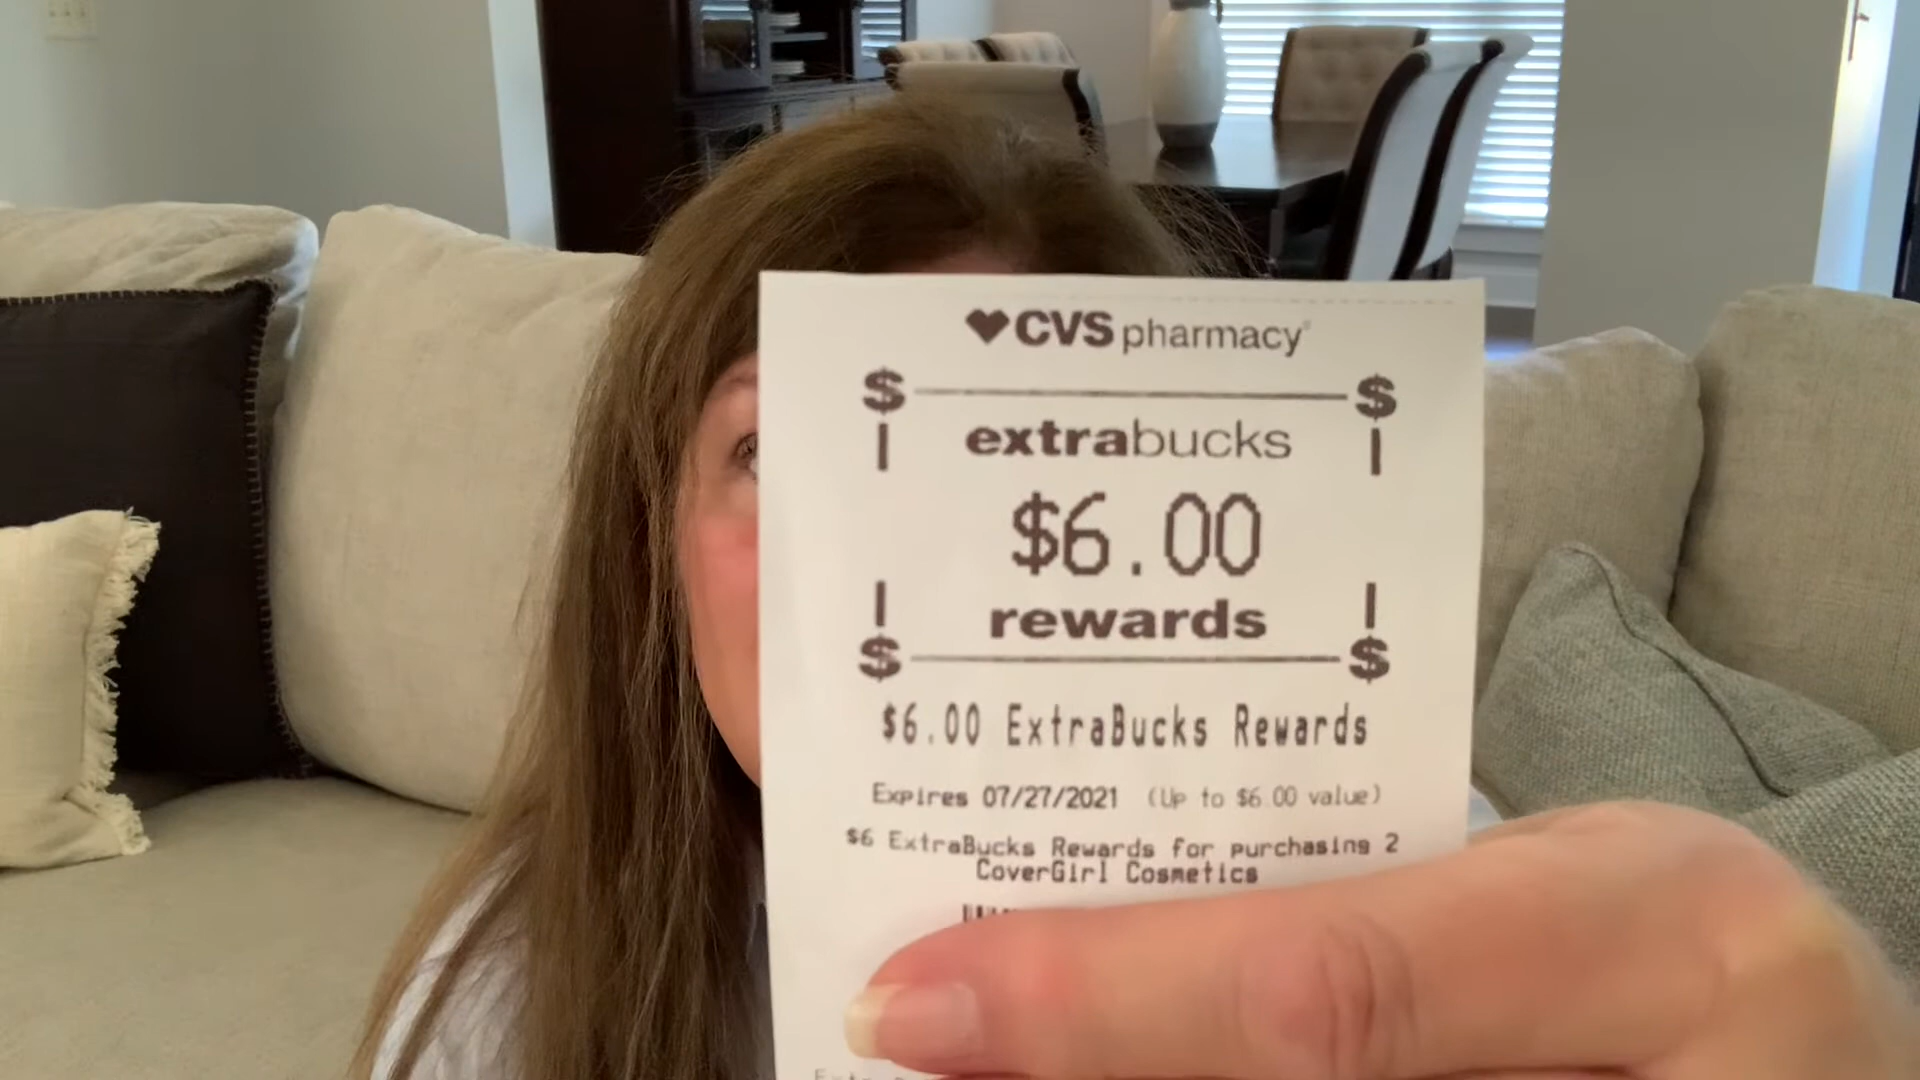 CVS pharmacy®
$ $
extrabucks
$6.00
rewards
$ $
$6.00 ExtraBucks Rewards
Expires 07/27/2021 (Up to $6.00 value)
$6 ExtraBucks Rewards for purchasing 2
CoverGirl Cosmetics